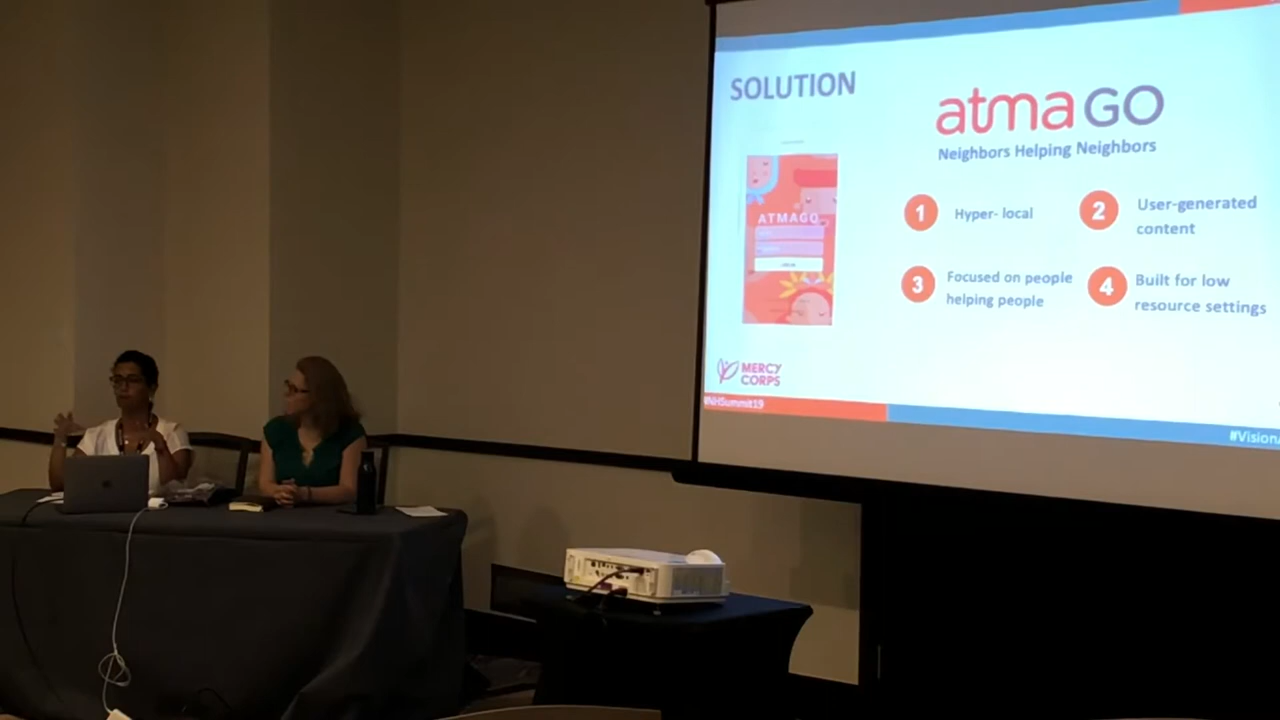 SOLUTION
atma GO
Neighbors Helping Neighbors
1 Hyper- local
2 User-generated
content
3 Focused on people
helping people
4 Built for low
resource settings
ATMAGO
MERCY
CORPS
#NHSummit19
#Vision